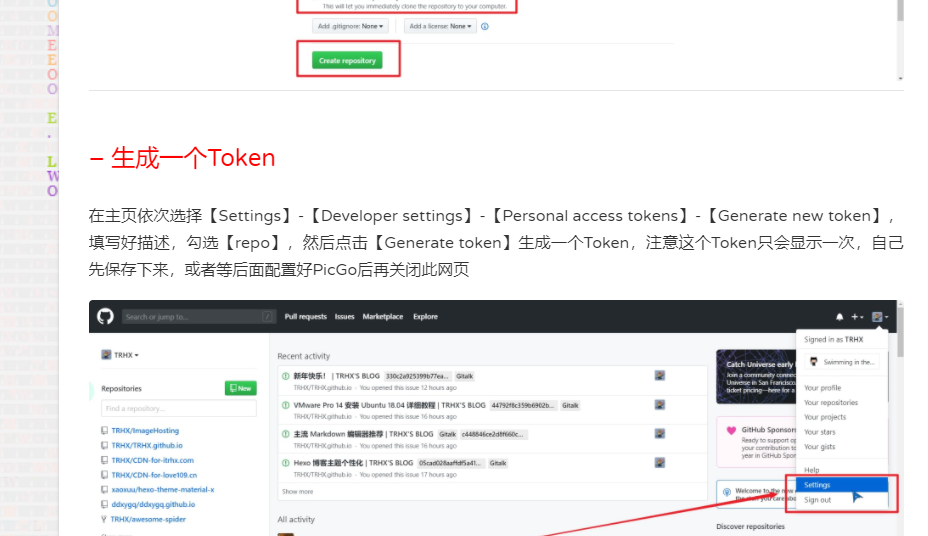 This will let you immediately clone the repository to your computer.
Add .gitignore: None
Add a license: None
Create repository
– 生成一个Token
在主页依次选择【Settings】-【Developer settings】-【Personal access tokens】-【Generate new token】，
填写好描述，勾选【repo】，然后点击【Generate token】生成一个Token，注意这个Token只会显示一次，自己
先保存下来，或者等后面配置好PicGo后再关闭此网页
Search or jump to... /
Pull requests Issues Marketplace Explore
Signed in as TRHX
Swimming in the...
Your profile
Your repositories
Your projects
Your stars
Your gists
Help
Settings
Sign out
TRHX
Repositories
New
Find a repository...
TRHX/ImageHosting
TRHX/TRHX.github.io
TRHX/CDN-for-itrhx.com
TRHX/CDN-for-love109.cn
xaoxuu/hexo-theme-material-x
ddxygq/ddxygq.github.io
TRHX/awesome-spider
Recent activity
新年快乐！ | TRHX'S BLOG 330c2a925399b77ea... Gitalk
TRHX/TRHX.github.io · You opened this issue 12 hours ago
VMware Pro 14 安装 Ubuntu 18.04 详细教程 | TRHX'S BLOG 44792f8c359b6902b... Gitalk
TRHX/TRHX.github.io · You opened this issue 16 hours ago
主流 Markdown 编辑器推荐 | TRHX'S BLOG Gitalk c448846ce2d8f660c...
TRHX/TRHX.github.io · You opened this issue 16 hours ago
Hexo 博客主题个性化 | TRHX'S BLOG 05cad028aaffdf5a41... Gitalk
TRHX/TRHX.github.io · You opened this issue 17 hours ago
Show more
All activity
Catch Universe early
Join a community
Universe in San Francisco
ticket pricing—here for a
GitHub Sponsors
Ready to support
your contribution
year in GitHub
Welcome to the new
Discover repositories